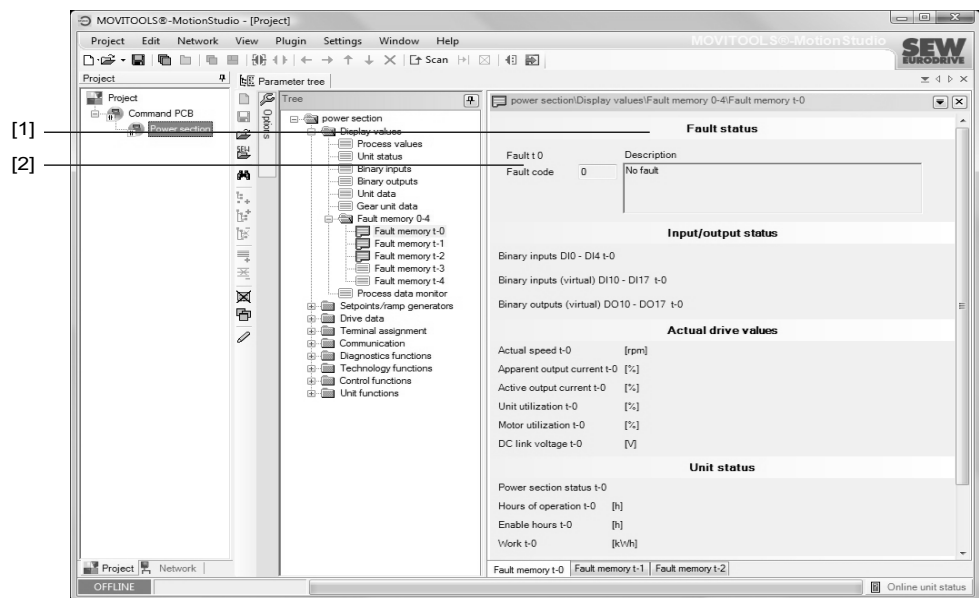 MOVITOOLS®-MotionStudio - [Project]
Project Edit Network View Plugin Settings Window Help
MOVITOOLS®-MotionStudio
SEW
EURODRIVE
Scan
Project
Parameter tree
Project
Command PCB
Power section
Options
SEW
Tree
power section
Display values
Process values
Unit status
Binary inputs
Binary outputs
Unit data
Gear unit data
Fault memory 0-4
Fault memory t-0
Fault memory t-1
Fault memory t-2
Fault memory t-3
Fault memory t-4
Process data monitor
Setpoints/ramp generators
Drive data
Terminal assignment
Communication
Diagnostics functions
Technology functions
Control functions
Unit functions
power section\Display values\Fault memory 0-4\Fault memory t-0
[1]
Fault status
[2]
Fault t 0 Description
Fault code 0 No fault
Input/output status
Binary inputs DI0 - DI4 t-0
Binary inputs (virtual) DI10 - DI17 t-0
Binary outputs (virtual) DO10 - DO17 t-0
Actual drive values
Actual speed t-0 [rpm]
Apparent output current t-0 [%]
Active output current t-0 [%]
Unit utilization t-0 [%]
Motor utilization t-0 [%]
DC link voltage t-0 [V]
Unit status
Power section status t-0
Hours of operation t-0 [h]
Enable hours t-0 [h]
Work t-0 [kWh]
Project Network
Fault memory t-0 Fault memory t-1 Fault memory t-2
OFFLINE
Online unit status